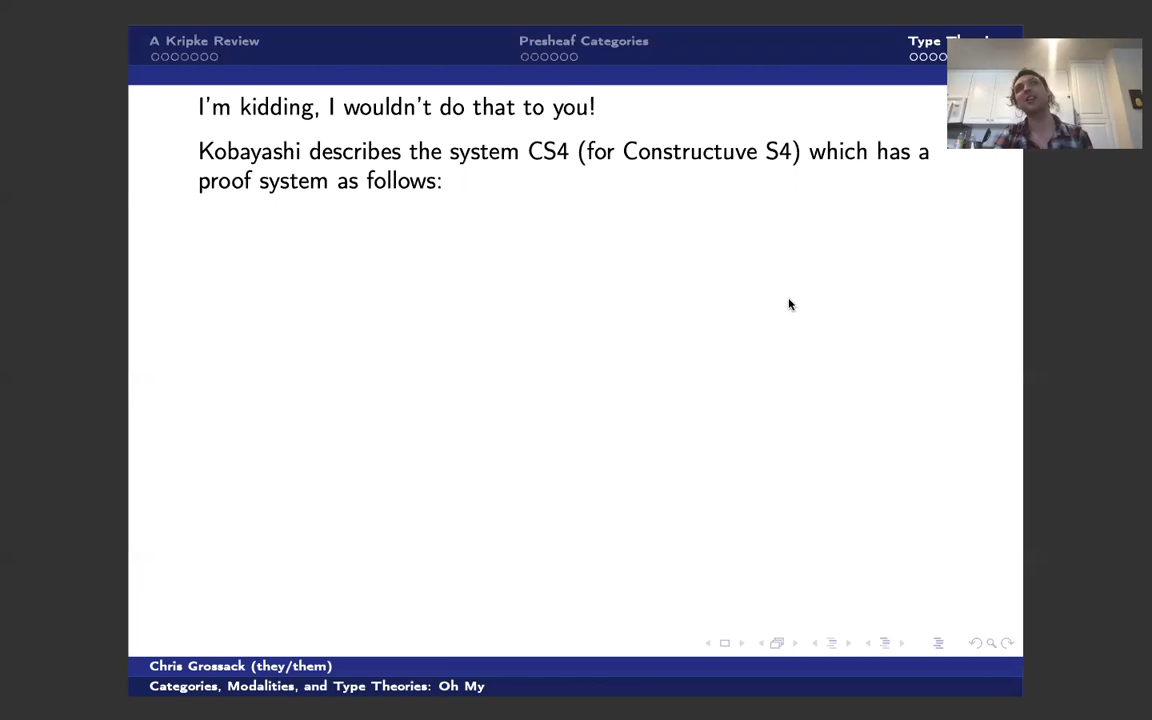 A Kripke Review
Presheaf Categories
Type
I'm kidding, I wouldn't do that to you!
Kobayashi describes the system CS4 (for Constructuve S4) which has a
proof system as follows:
Chris Grossack (they/them)
Categories, Modalities, and Type Theories: Oh My